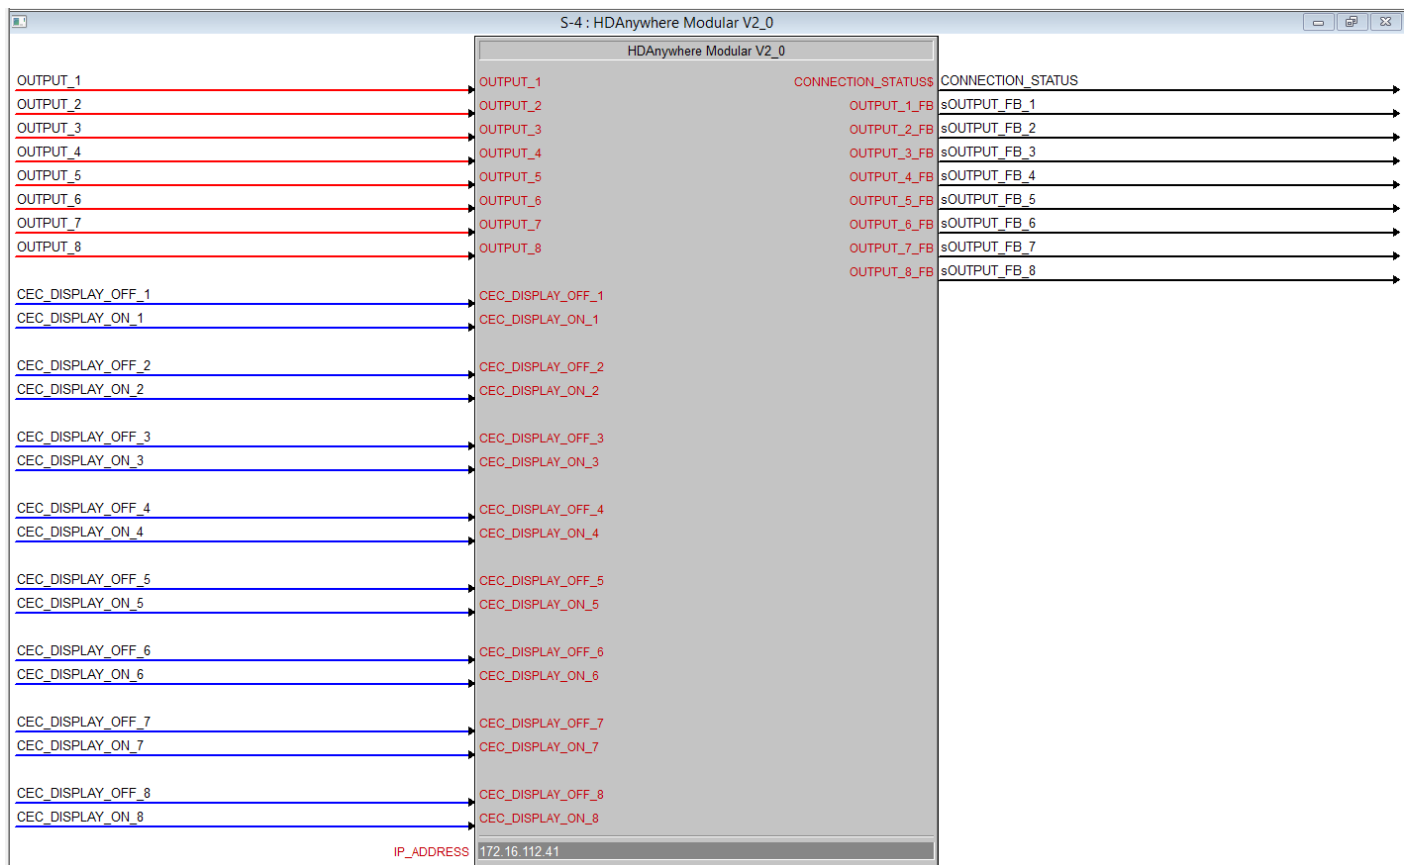 S-4 : HDAnywhere Modular V2_0
HDAnywhere Modular V2_0
OUTPUT_1 OUTPUT_1 CONNECTION_STATUS$ CONNECTION_STATUS
OUTPUT_2 OUTPUT_2 OUTPUT_1_FB sOUTPUT_FB_1
OUTPUT_3 OUTPUT_3 OUTPUT_2_FB sOUTPUT_FB_2
OUTPUT_4 OUTPUT_4 OUTPUT_3_FB sOUTPUT_FB_3
OUTPUT_5 OUTPUT_5 OUTPUT_4_FB sOUTPUT_FB_4
OUTPUT_6 OUTPUT_6 OUTPUT_5_FB sOUTPUT_FB_5
OUTPUT_7 OUTPUT_7 OUTPUT_6_FB sOUTPUT_FB_6
OUTPUT_8 OUTPUT_8 OUTPUT_7_FB sOUTPUT_FB_7
OUTPUT_8_FB sOUTPUT_FB_8
CEC_DISPLAY_OFF_1 CEC_DISPLAY_OFF_1
CEC_DISPLAY_ON_1 CEC_DISPLAY_ON_1
CEC_DISPLAY_OFF_2 CEC_DISPLAY_OFF_2
CEC_DISPLAY_ON_2 CEC_DISPLAY_ON_2
CEC_DISPLAY_OFF_3 CEC_DISPLAY_OFF_3
CEC_DISPLAY_ON_3 CEC_DISPLAY_ON_3
CEC_DISPLAY_OFF_4 CEC_DISPLAY_OFF_4
CEC_DISPLAY_ON_4 CEC_DISPLAY_ON_4
CEC_DISPLAY_OFF_5 CEC_DISPLAY_OFF_5
CEC_DISPLAY_ON_5 CEC_DISPLAY_ON_5
CEC_DISPLAY_OFF_6 CEC_DISPLAY_OFF_6
CEC_DISPLAY_ON_6 CEC_DISPLAY_ON_6
CEC_DISPLAY_OFF_7 CEC_DISPLAY_OFF_7
CEC_DISPLAY_ON_7 CEC_DISPLAY_ON_7
CEC_DISPLAY_OFF_8 CEC_DISPLAY_OFF_8
CEC_DISPLAY_ON_8 CEC_DISPLAY_ON_8
IP_ADDRESS 172.16.112.41